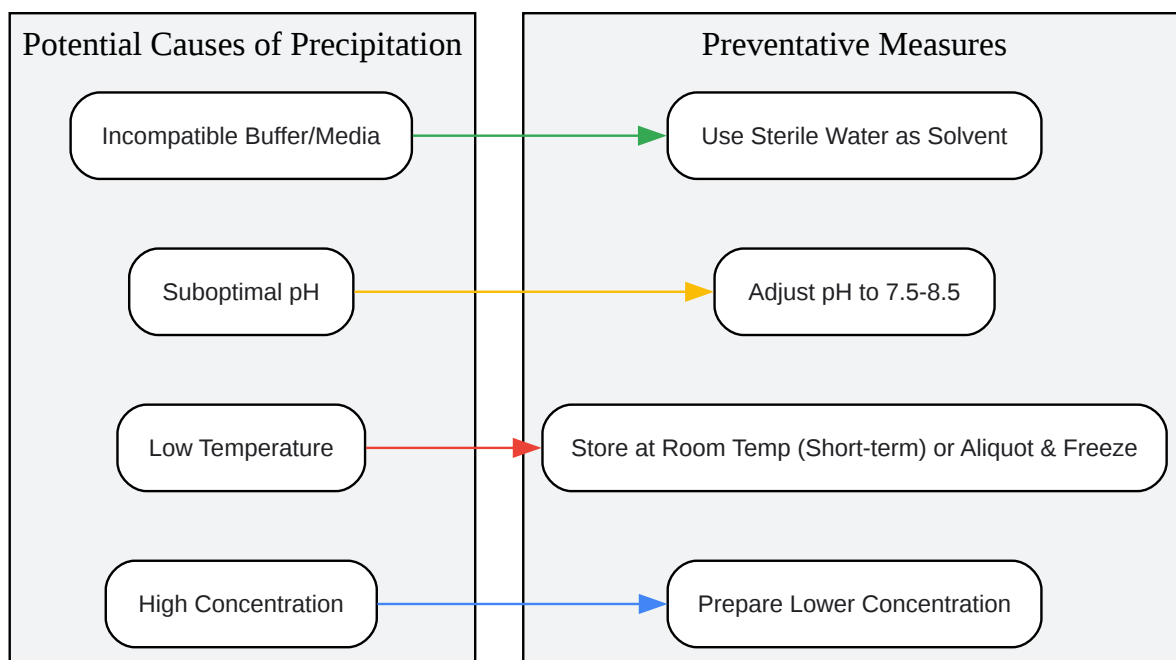 Potential Causes of Precipitation
Preventative Measures
Incompatible Buffer/Media
Use Sterile Water as Solvent
Suboptimal pH
Adjust pH to 7.5-8.5
Low Temperature
Store at Room Temp (Short-term) or Aliquot & Freeze
High Concentration
Prepare Lower Concentration